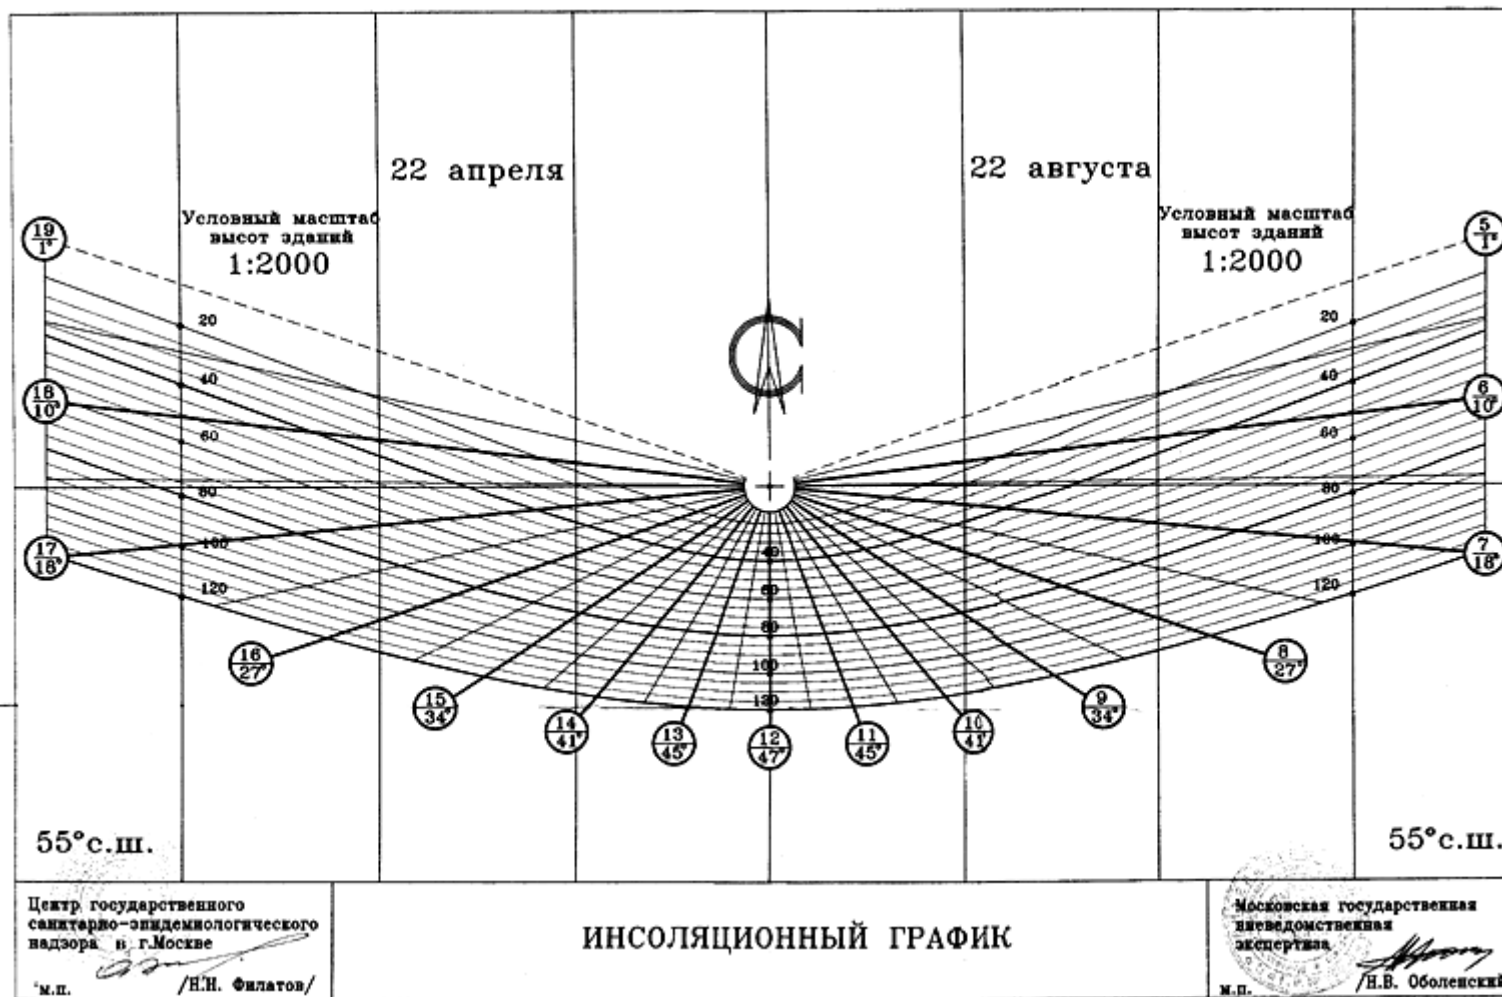 22 апреля
22 августа
Условный масштаб
высот зданий
1:2000
Условный масштаб
высот зданий
1:2000
С
19
1°
5
1°
20
20
40
40
18
10°
6
10°
60
60
80
80
17
18°
100
100
7
18°
120
120
40
60
80
100
120
16
27°
8
27°
15
34°
9
34°
14
41°
13
45°
12
47°
11
45°
10
41°
55°с.ш.
55°с.ш.
Центр государственного
санитарно-эпидемиологического
надзора в г.Москве
м.п.
/Н.Н. Филатов/
ИНСОЛЯЦИОННЫЙ ГРАФИК
Московская государственная
вневедомственная
экспертиза
м.п.
/Н.В. Оболенский